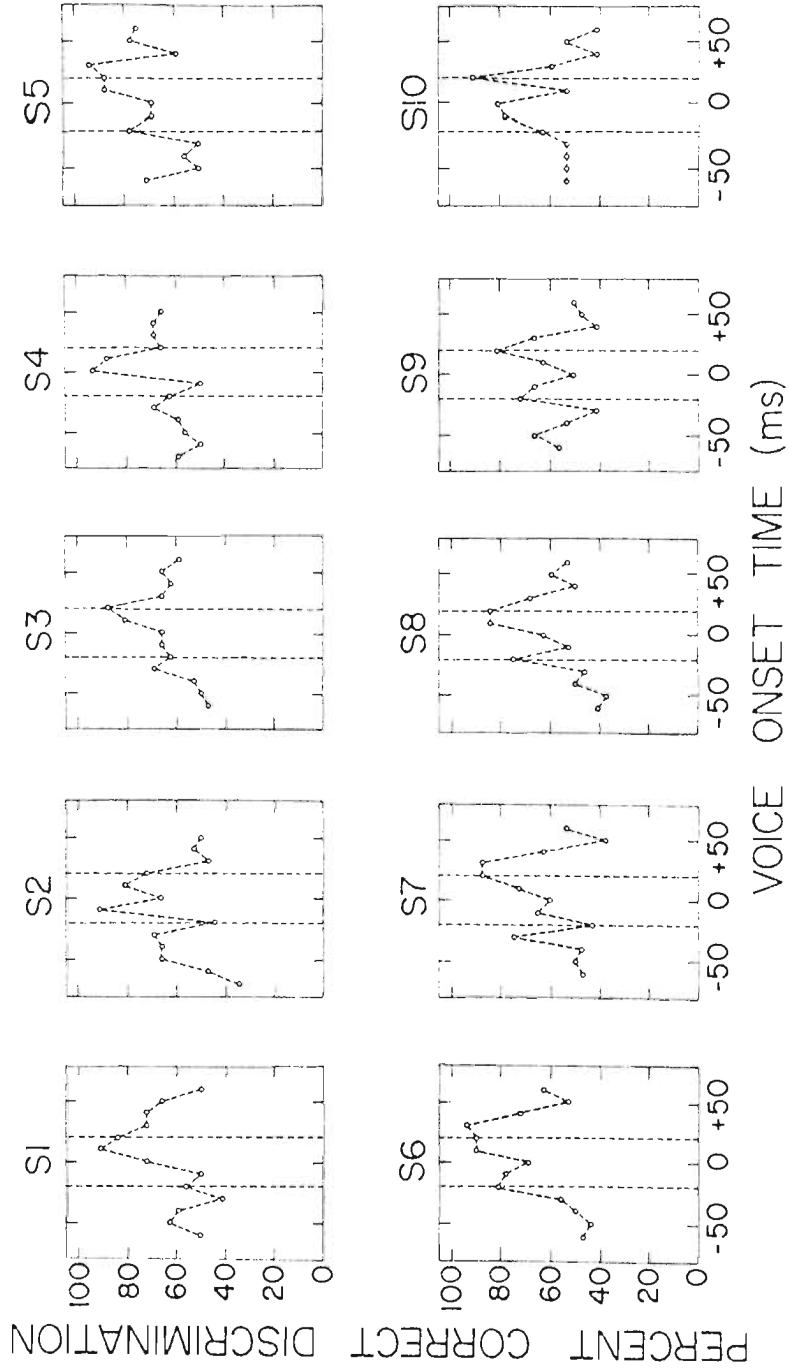 PERCENT CORRECT DISCRIMINATION
S1 S2 S3 S4 S5
100
80
60
40
20
0
S6 S7 S8 S9 S10
100
80
60
40
20
0
-50 0 +50 -50 0 +50 -50 0 +50 -50 0 +50 -50 0 +50
VOICE ONSET TIME (ms)